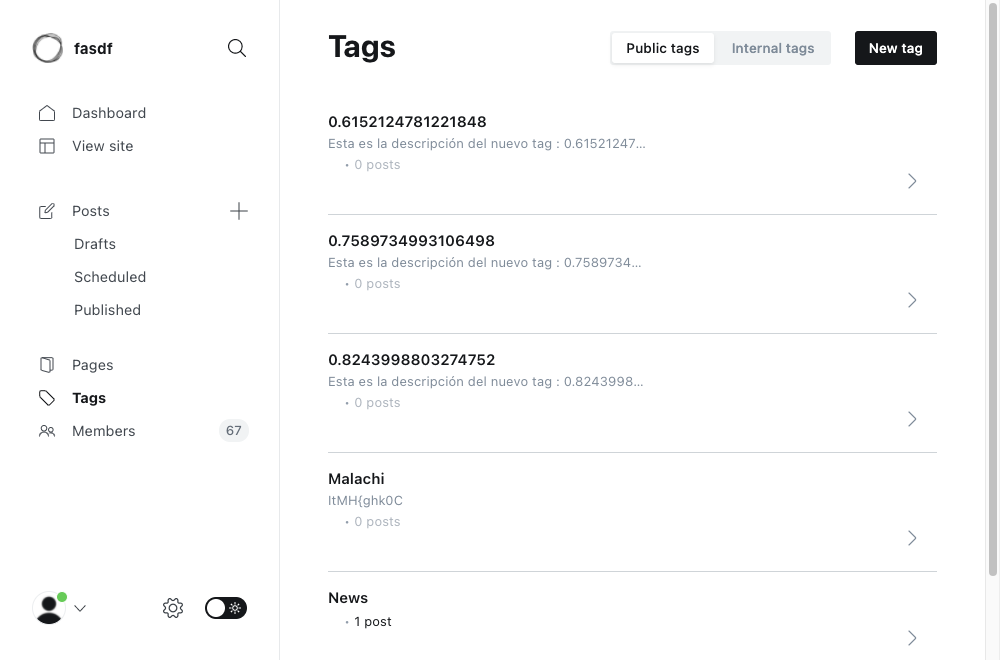 fasdf
Dashboard
View site
Posts
Drafts
Scheduled
Published
Pages
Tags
Members
67
Tags
Public tags
Internal tags
New tag
0.6152124781221848
Esta es la descripción del nuevo tag : 0.61521247...
• 0 posts
0.7589734993106498
Esta es la descripción del nuevo tag : 0.7589734...
• 0 posts
0.8243998803274752
Esta es la descripción del nuevo tag : 0.8243998...
• 0 posts
Malachi
ItMH{ghk0C
• 0 posts
News
• 1 post